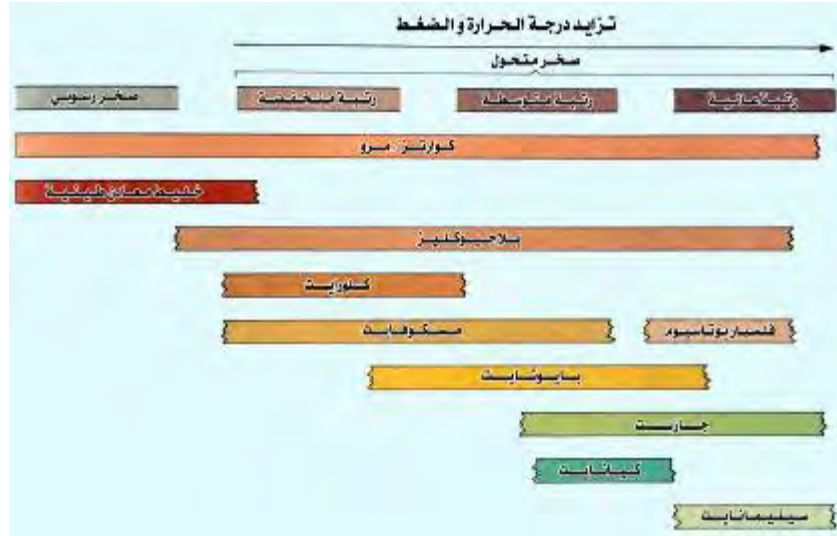 تزايد درجة الحرارة والضغط
صخر متحول
صخر رسوبي
رتبة منخفضة
رتبة متوسطة
رتبة عالية
كوارتز: مرو
خليط معادن طينية
بلاجيوكليز
كلورايت
مسكوفايت
فلسبار بوتاسيوم
بايوتايت
جارنت
كيانايت
سيليمانايت